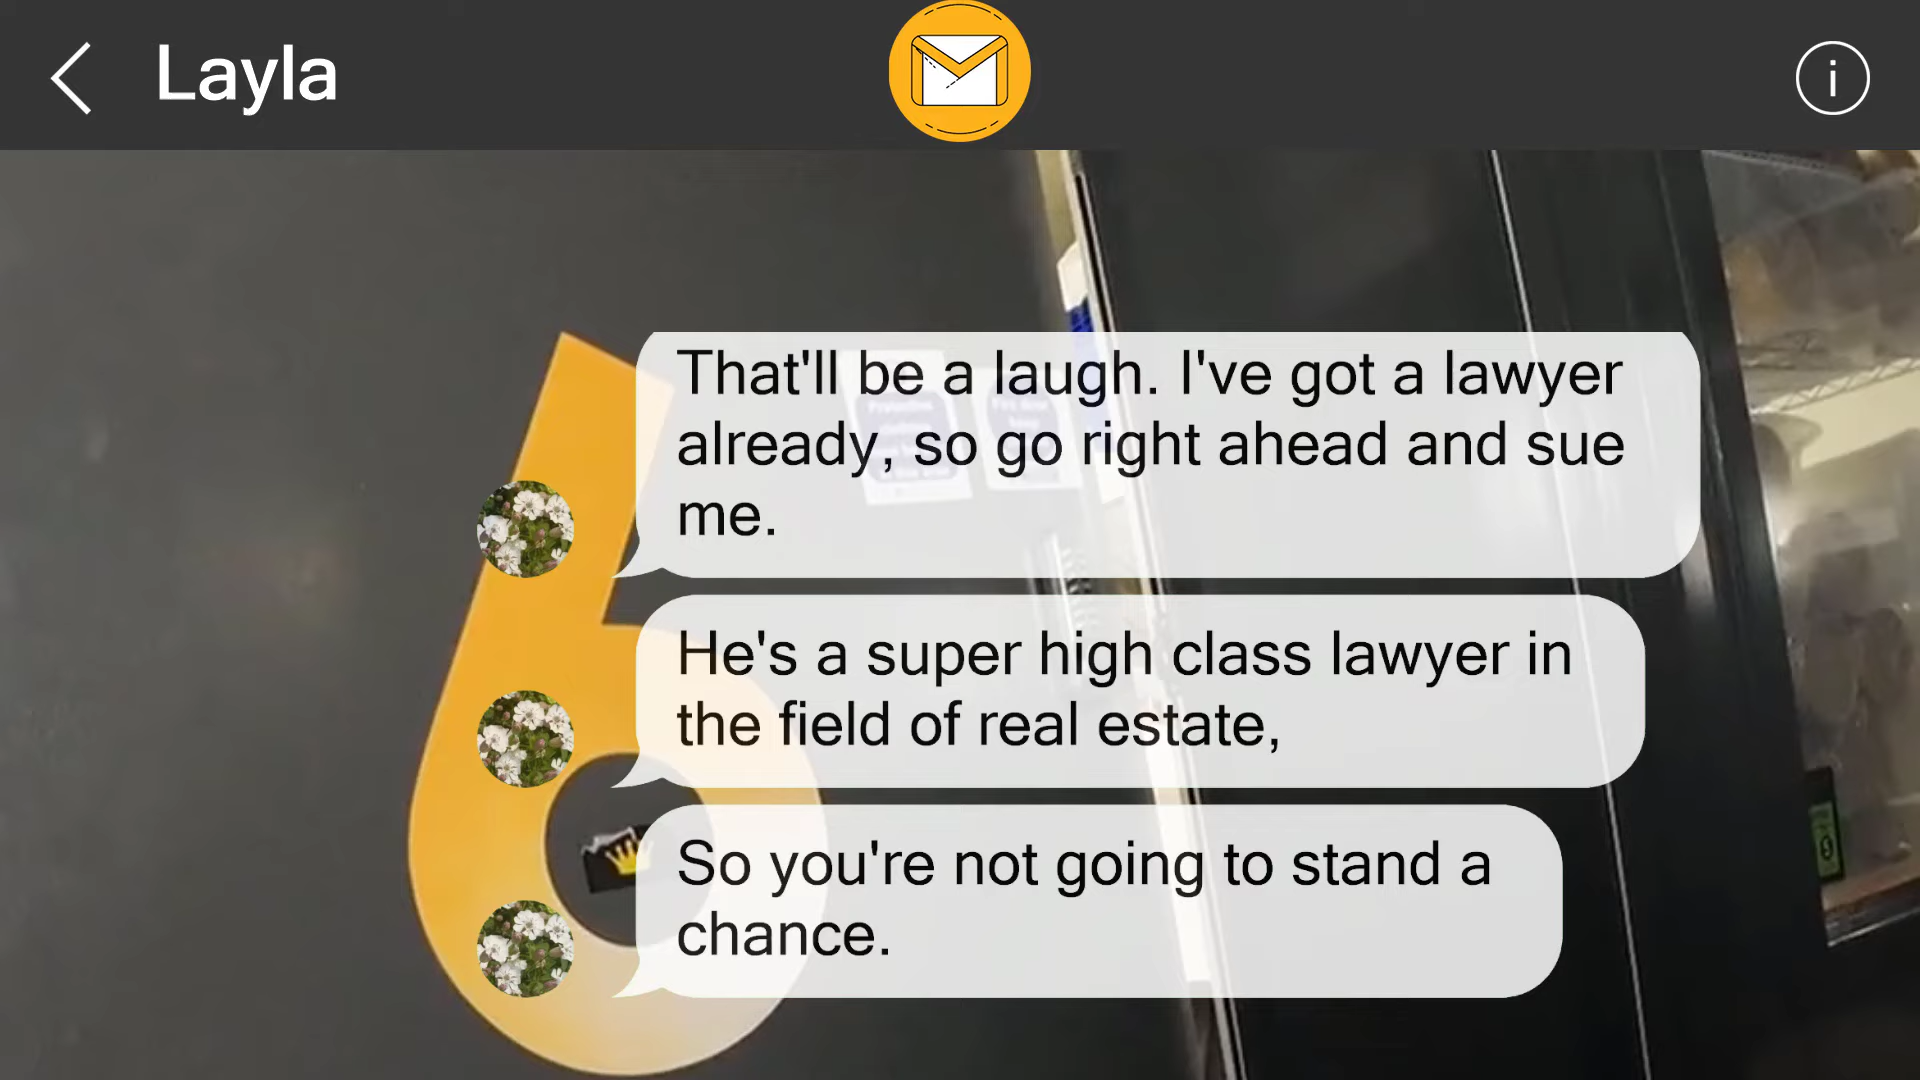 Layla
That'll be a laugh. I've got a lawyer
already, so go right ahead and sue
me.
He's a super high class lawyer in
the field of real estate,
So you're not going to stand a
chance.
6